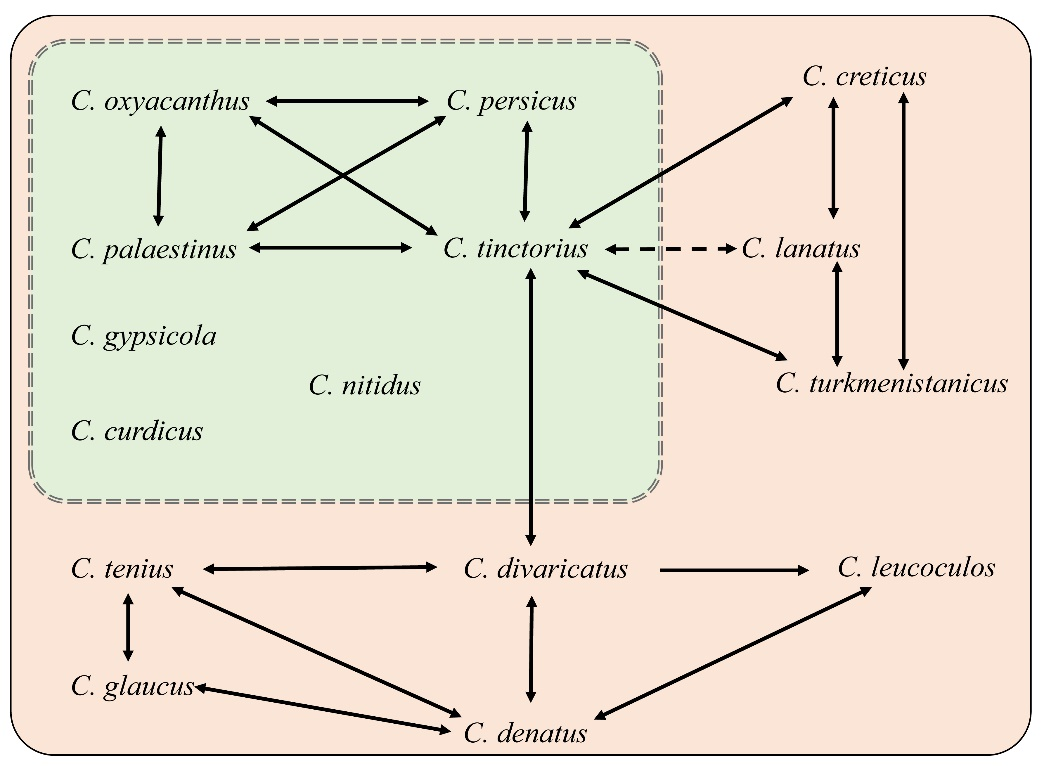 C. oxyacanthus
C. persicus
C. creticus
C. palaestinus
C. tinctorius
C. lanatus
C. gypsicola
C. nitidus
C. turkmenistanicus
C. curdicus
C. tenius
C. divaricatus
C. leucoculos
C. glaucus
C. denatus